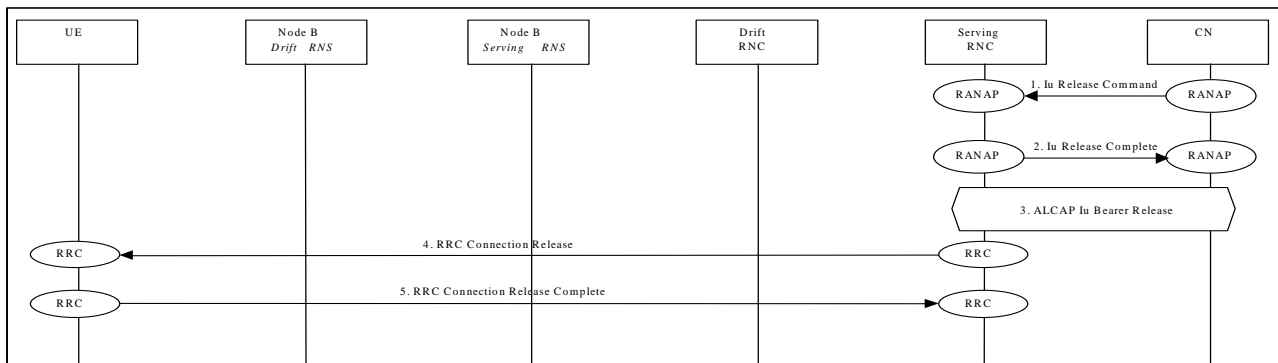 UE
Node B
Drift RNS
Node B
Serving RNS
Drift
RNC
Serving
RNC
CN
1. Iu Release Command
RANAP
RANAP
2. Iu Release Complete
RANAP
RANAP
3. ALCAP Iu Bearer Release
4. RRC Connection Release
RRC
RRC
5. RRC Connection Release Complete
RRC
RRC